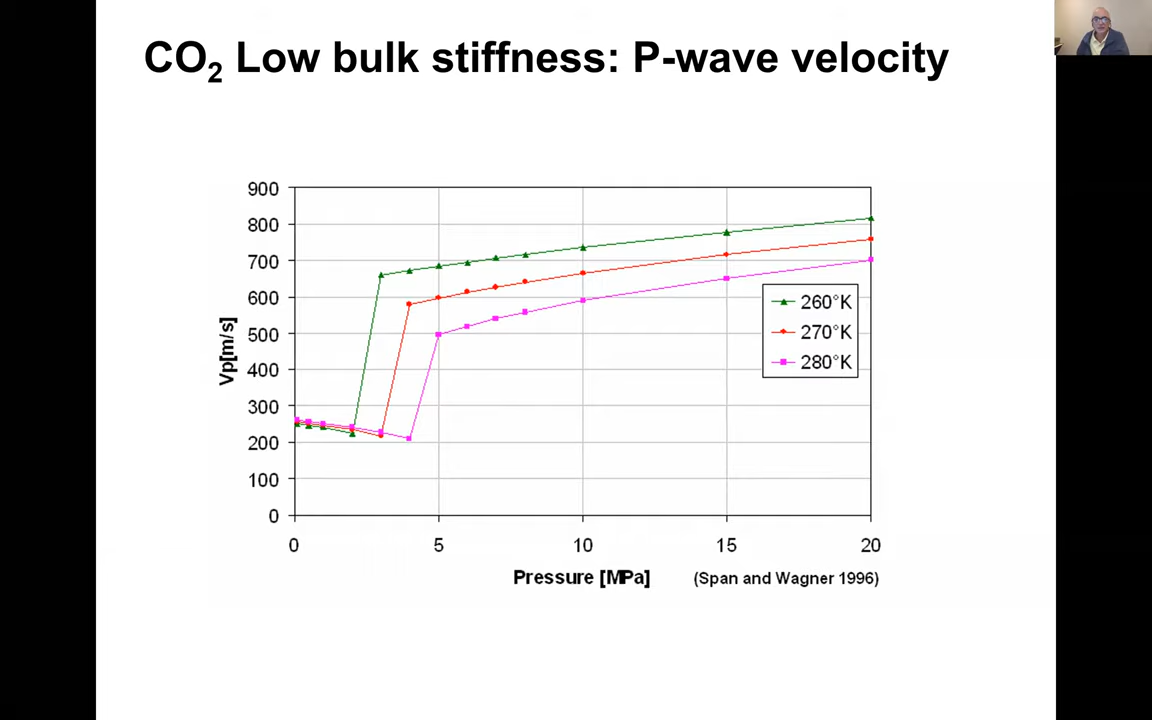 CO₂ Low bulk stiffness: P-wave velocity
900
800
700
600
500
400
300
200
100
0
Vp[m/s]
260°K
270°K
280°K
0 5 10 15 20
Pressure [MPa] (Span and Wagner 1996)